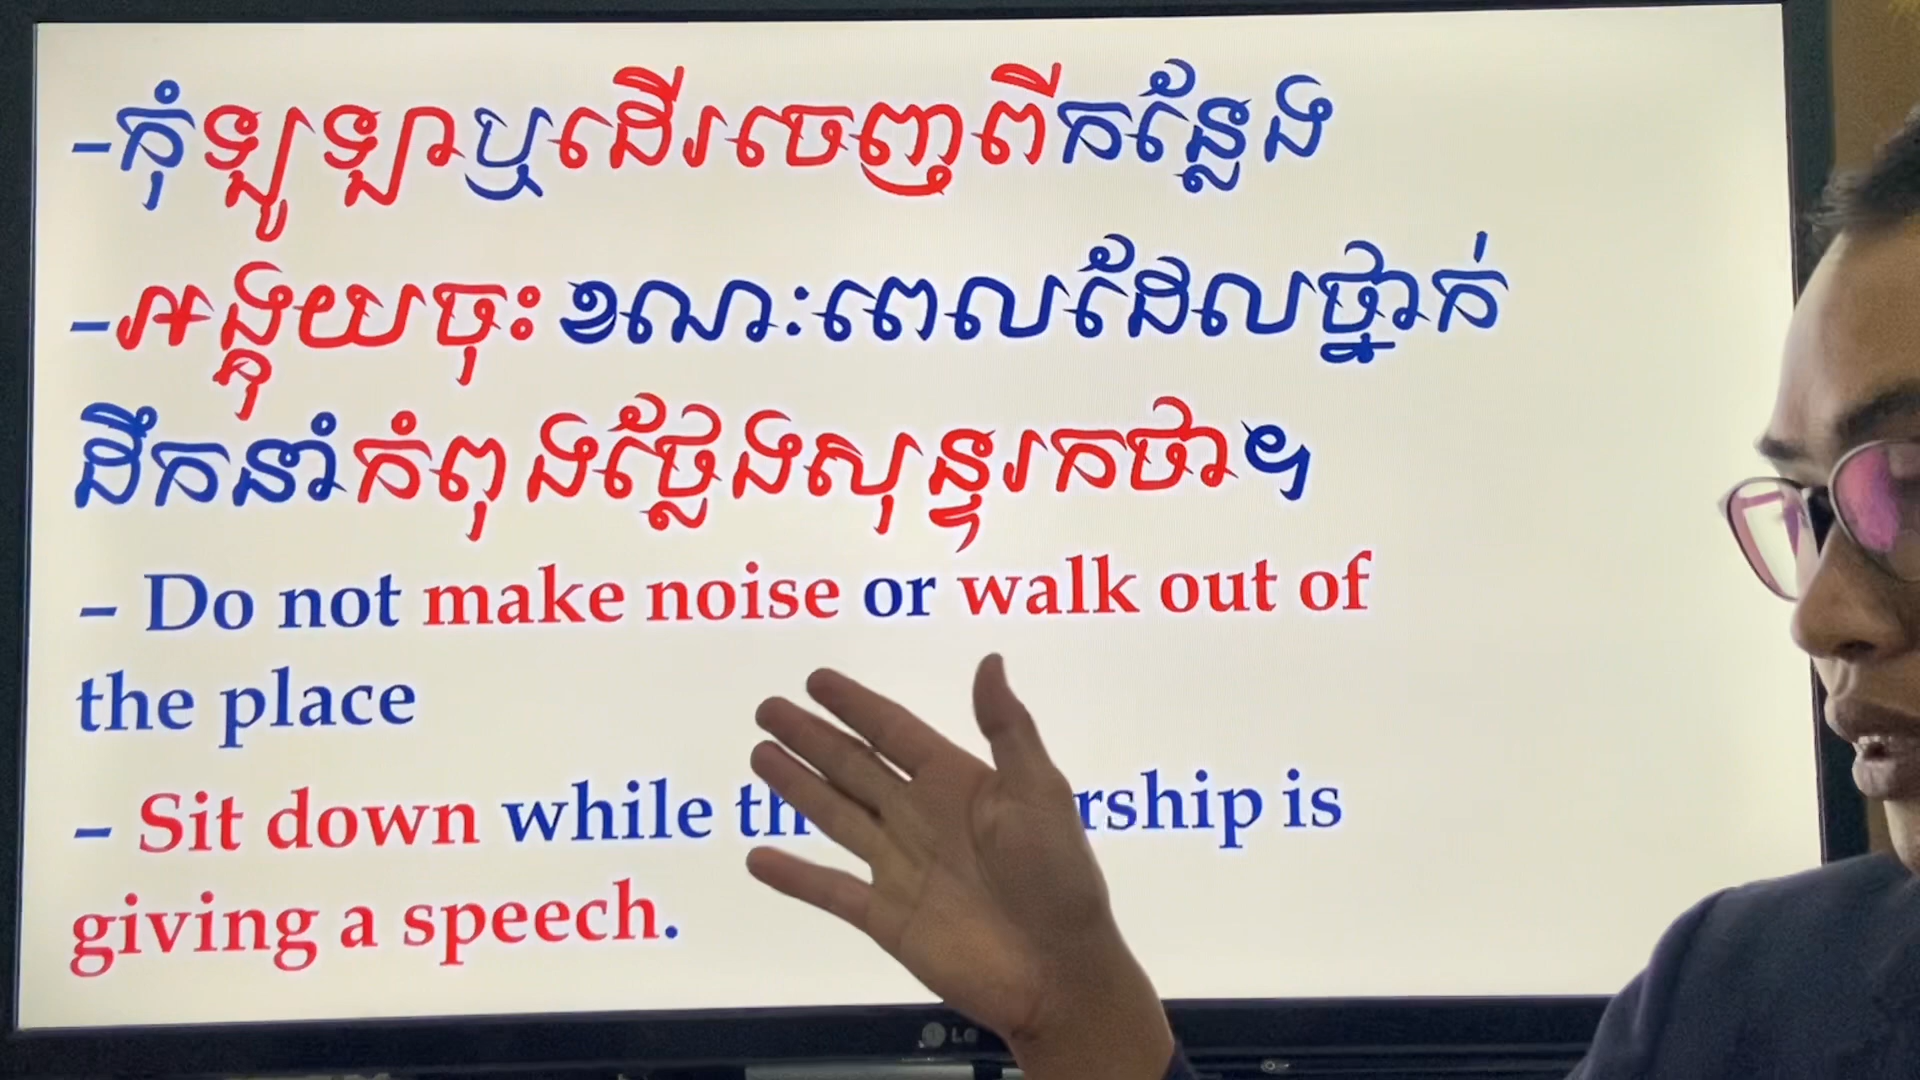 -កុំឡូឡាឬដើរចេញពីកន្លែង
-អង្គុយចុះ ខណៈពេលដែលថ្នាក់
ដឹកនាំកំពុងថ្លែងសុន្ទរកថា។
– Do not make noise or walk out of
the place
– Sit down while is
giving a speech.
LG